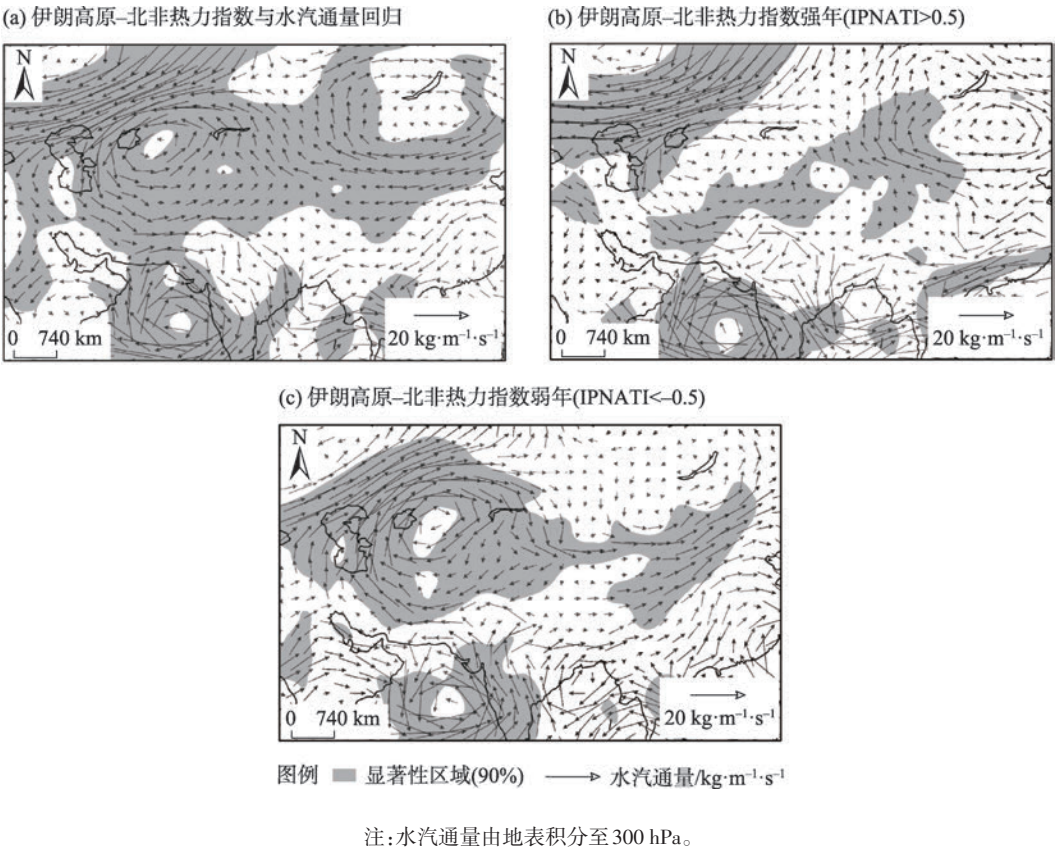 (a) 伊朗高原–北非热力指数与水汽通量回归
(b) 伊朗高原–北非热力指数强年(IPNATI>0.5)
N
0 740 km
20 kg·m⁻¹·s⁻¹
N
0 740 km
20 kg·m⁻¹·s⁻¹
(c) 伊朗高原–北非热力指数弱年(IPNATI<–0.5)
N
0 740 km
20 kg·m⁻¹·s⁻¹
图例 显著性区域(90%) 水汽通量/kg·m⁻¹·s⁻¹
注:水汽通量由地表积分至300 hPa。